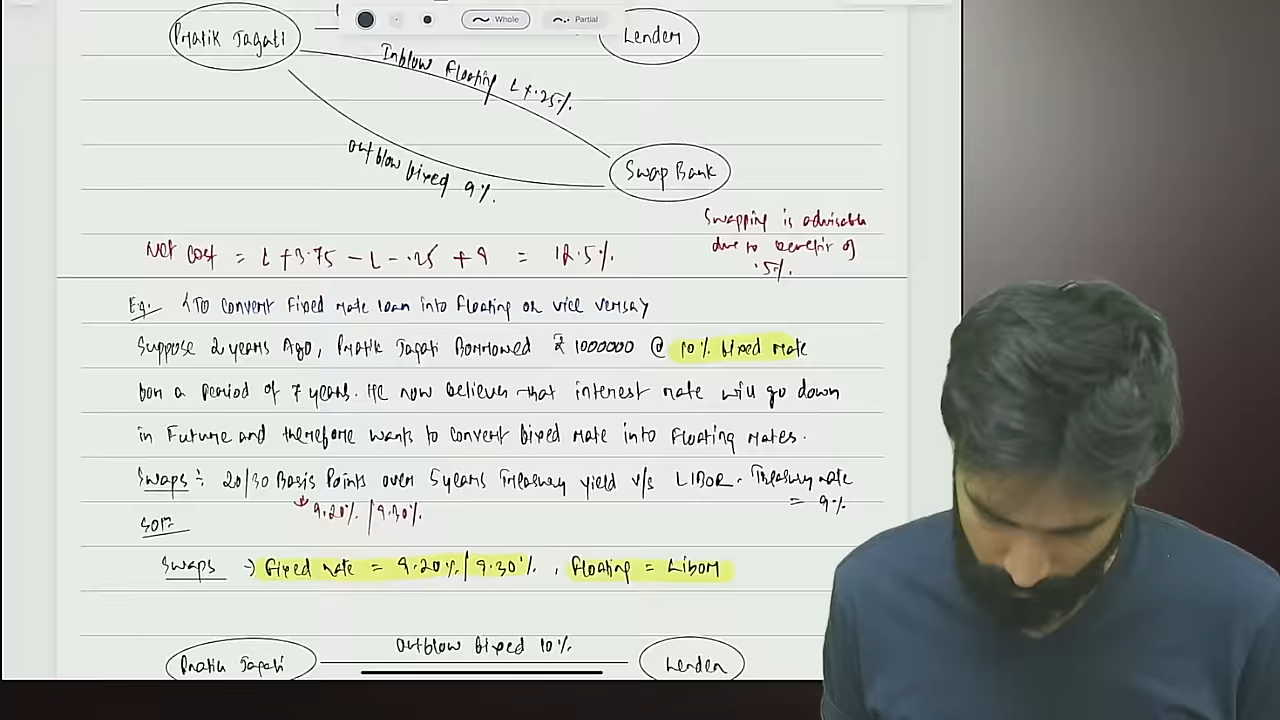 Whole
Partial
Pratik Jagati
Lender
Inflow Floating L+.25%
Outflow fixed 9%
Swap Bank
Swapping is advisable
due to benefit of
.5%.
Net Cost = L + 3.75 - L - .25 + 9 = 12.5%
Eg:- <To convert Fixed Rate loan into Floating or vice versa>
Suppose 2 years Ago, Pratik Jagati Borrowed ₹ 1000000 @ 10% fixed rate
for a period of 7 years. He now believes that interest rate will go down
in Future and therefore wants to convert fixed rate into Floating rates.
Swaps :- 20/30 Basis Points over 5 years Treasury yield v/s LIBOR. Treasury rate
= 9%
9.20% / 9.30%
Soln
Swaps → Fixed rate = 9.20% / 9.30%, Floating = Libor
Outflow fixed 10%
Pratik Jagati
Lender